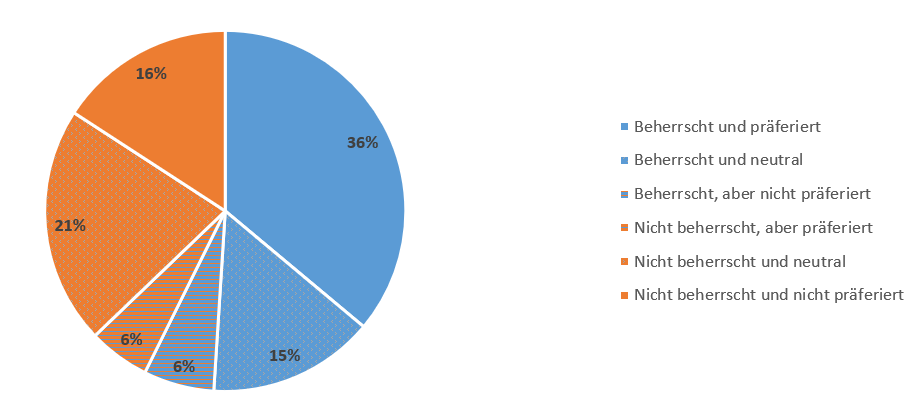 16%
36%
21%
6%
6%
15%
Beherrscht und präferiert
Beherrscht und neutral
Beherrscht, aber nicht präferiert
Nicht beherrscht, aber präferiert
Nicht beherrscht und neutral
Nicht beherrscht und nicht präferiert